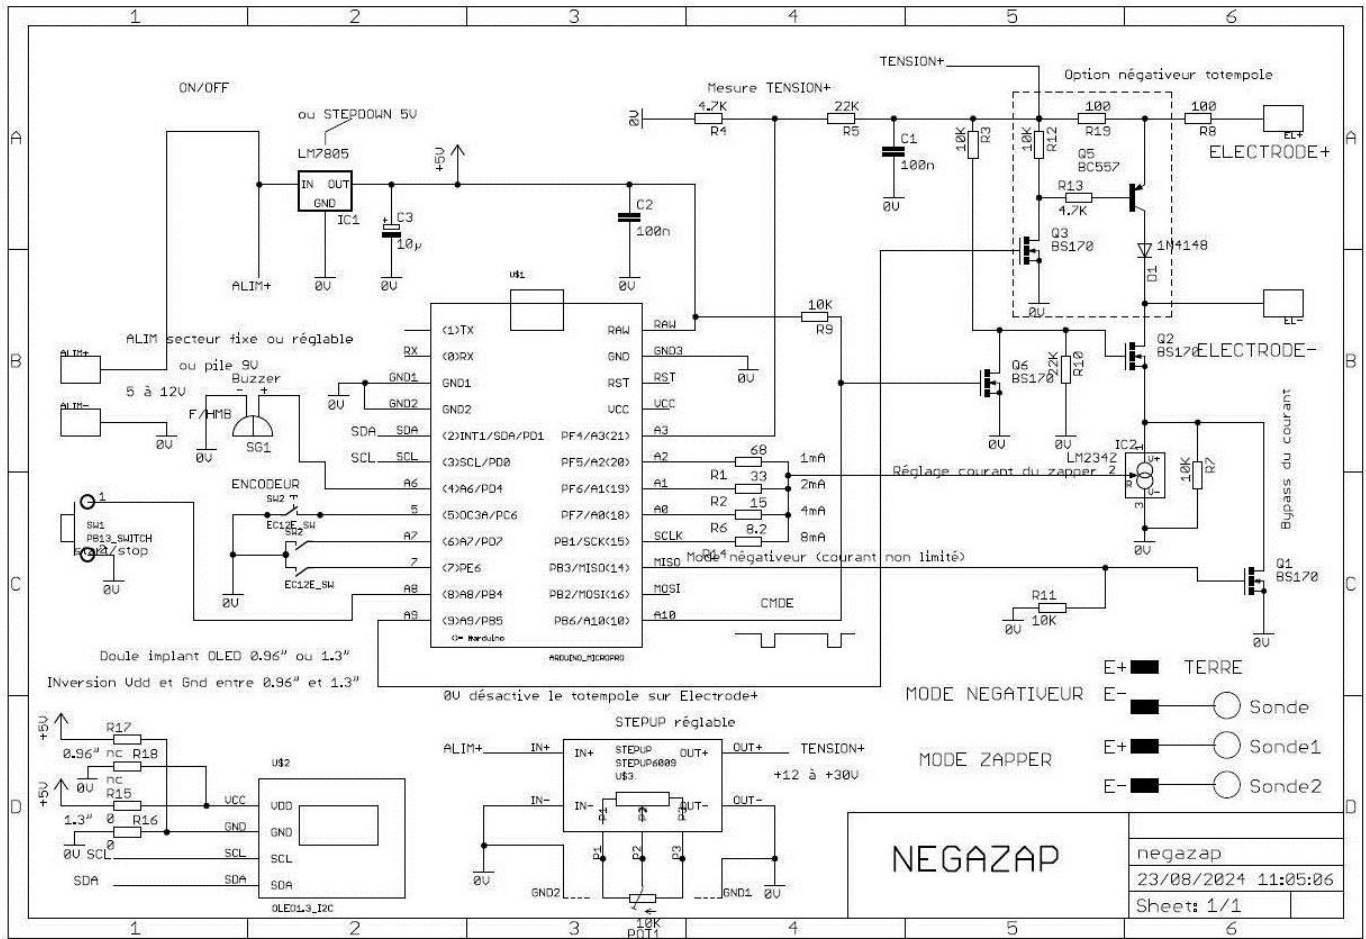 1 2 3 4 5 6
A
B
C
D
ON/OFF
ou STEPDOWN 5V
LM7805
IN OUT
GND
IC1
+5V
C3
10µ
0V
0V
ALIM+
C2
100n
0V
Mesure TENSION+
0V
4.7K
R4
22K
R5
C1
100n
0V
TENSION+
Option négativeur totempole
10K
R3
10K
R12
100
R19
100
R8
EL+
ELECTRODE+
Q5
BC557
R13
4.7K
Q3
BS170
0V
1N4148
D1
EL-
ELECTRODE-
Q2
BS170
Q6
BS170
22K
R10
0V
0V
10K
R9
ALIM secteur fixe ou réglable
ou pile 9V
5 à 12V
ALIM+
ALIM-
0V
Buzzer
- +
F/HMB
SG1
0V
U$1
(1)TX
RX (0)RX
GND1 GND1
GND2 GND2
0V
SDA SDA (2)INT1/SDA/PD1
SCL SCL (3)SCL/PD0
A6 (4)A6/PD4
5 (5)OC3A/PC6
A7 (6)A7/PD7
7 (7)PE6
A8 (8)A8/PB4
A9 (9)A9/PB5
RAW RAW
GND GND3
0V
RST RST
VCC VCC
PF4/A3(21) A3
PF5/A2(20) A2
PF6/A1(19) A1
PF7/A0(18) A0
PB1/SCK(15) SCLK
PB3/MISO(14) MISO
PB2/MOSI(16) MOSI
PB6/A10(10) A10
ARDUINO_MICROPRO
68
R1
1mA
33
R2
2mA
15
R6
4mA
8.2
R14
8mA
Réglage courant du zapper
IC2
LM234Z
1
2
3
R
V+
V-
10K
R7
0V
Bypass du courant
Mode négativeur (courant non limité)
CMDE
R11
10K
0V
Q1
BS170
0V
ENCODEUR
SW2
EC12E_SW
SW2
EC12E_SW
0V
1
SW1
PB13_SWITCH
start/stop
0V
Doule implant OLED 0.96" ou 1.3"
INversion Vdd et Gnd entre 0.96" et 1.3"
0V désactive le totempole sur Electrode+
+5V
R17
0.96" nc R18
0V
nc
+5V
R15
1.3" 0 R16
0V
0
U$2
VCC VDD
GND GND
SCL SCL SCL
SDA SDA SDA
OLED1.3_I2C
STEPUP réglable
ALIM+ IN+ IN+
STEPUP
STEPUP6009
U$3
OUT+ OUT+ TENSION+
+12 à +30V
IN- IN-
OUT- OUT-
P1 P2 P3
P1 P2 P3
0V
GND2
GND1
0V
10K
POT1
E+ TERRE
MODE NEGATIVEUR E- Sonde
MODE ZAPPER E+ Sonde1
E- Sonde2
NEGAZAP
negazap
23/08/2024 11:05:06
Sheet: 1/1
A
B
C
D
1 2 3 4 5 6